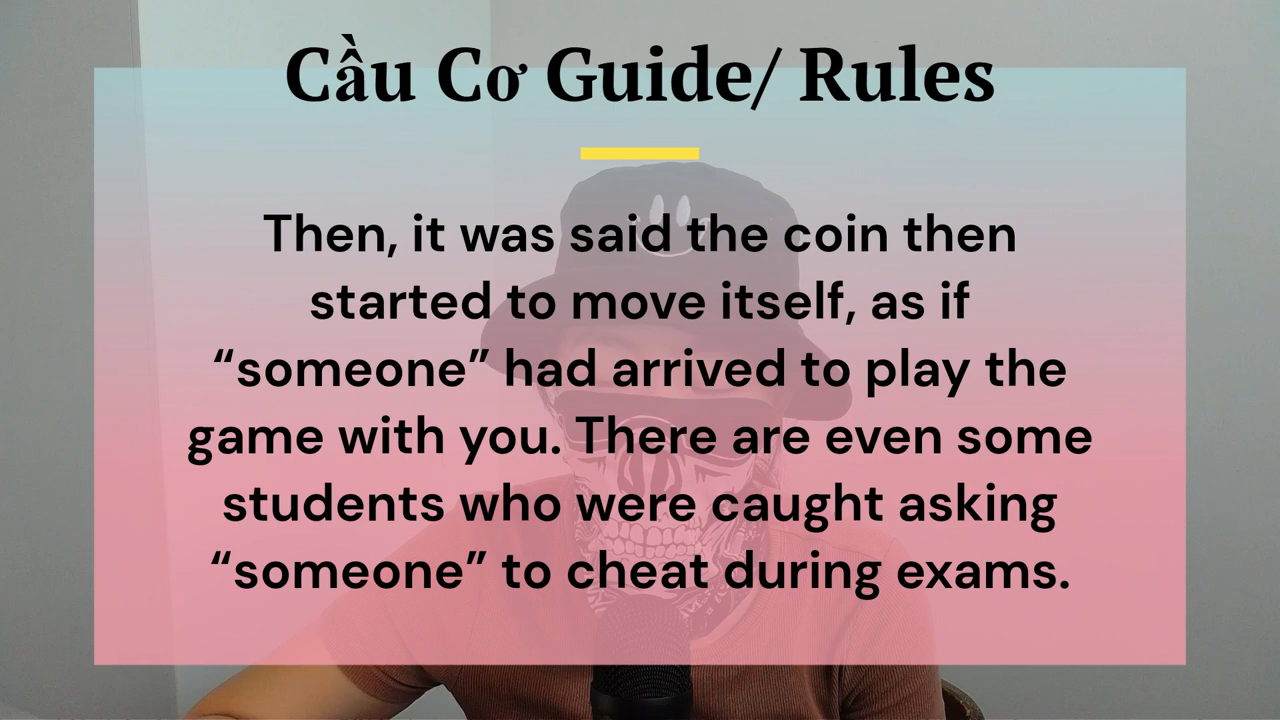 Cầu Cơ Guide/ Rules
Then, it was said the coin then
started to move itself, as if
“someone” had arrived to play the
game with you. There are even some
students who were caught asking
“someone” to cheat during exams.